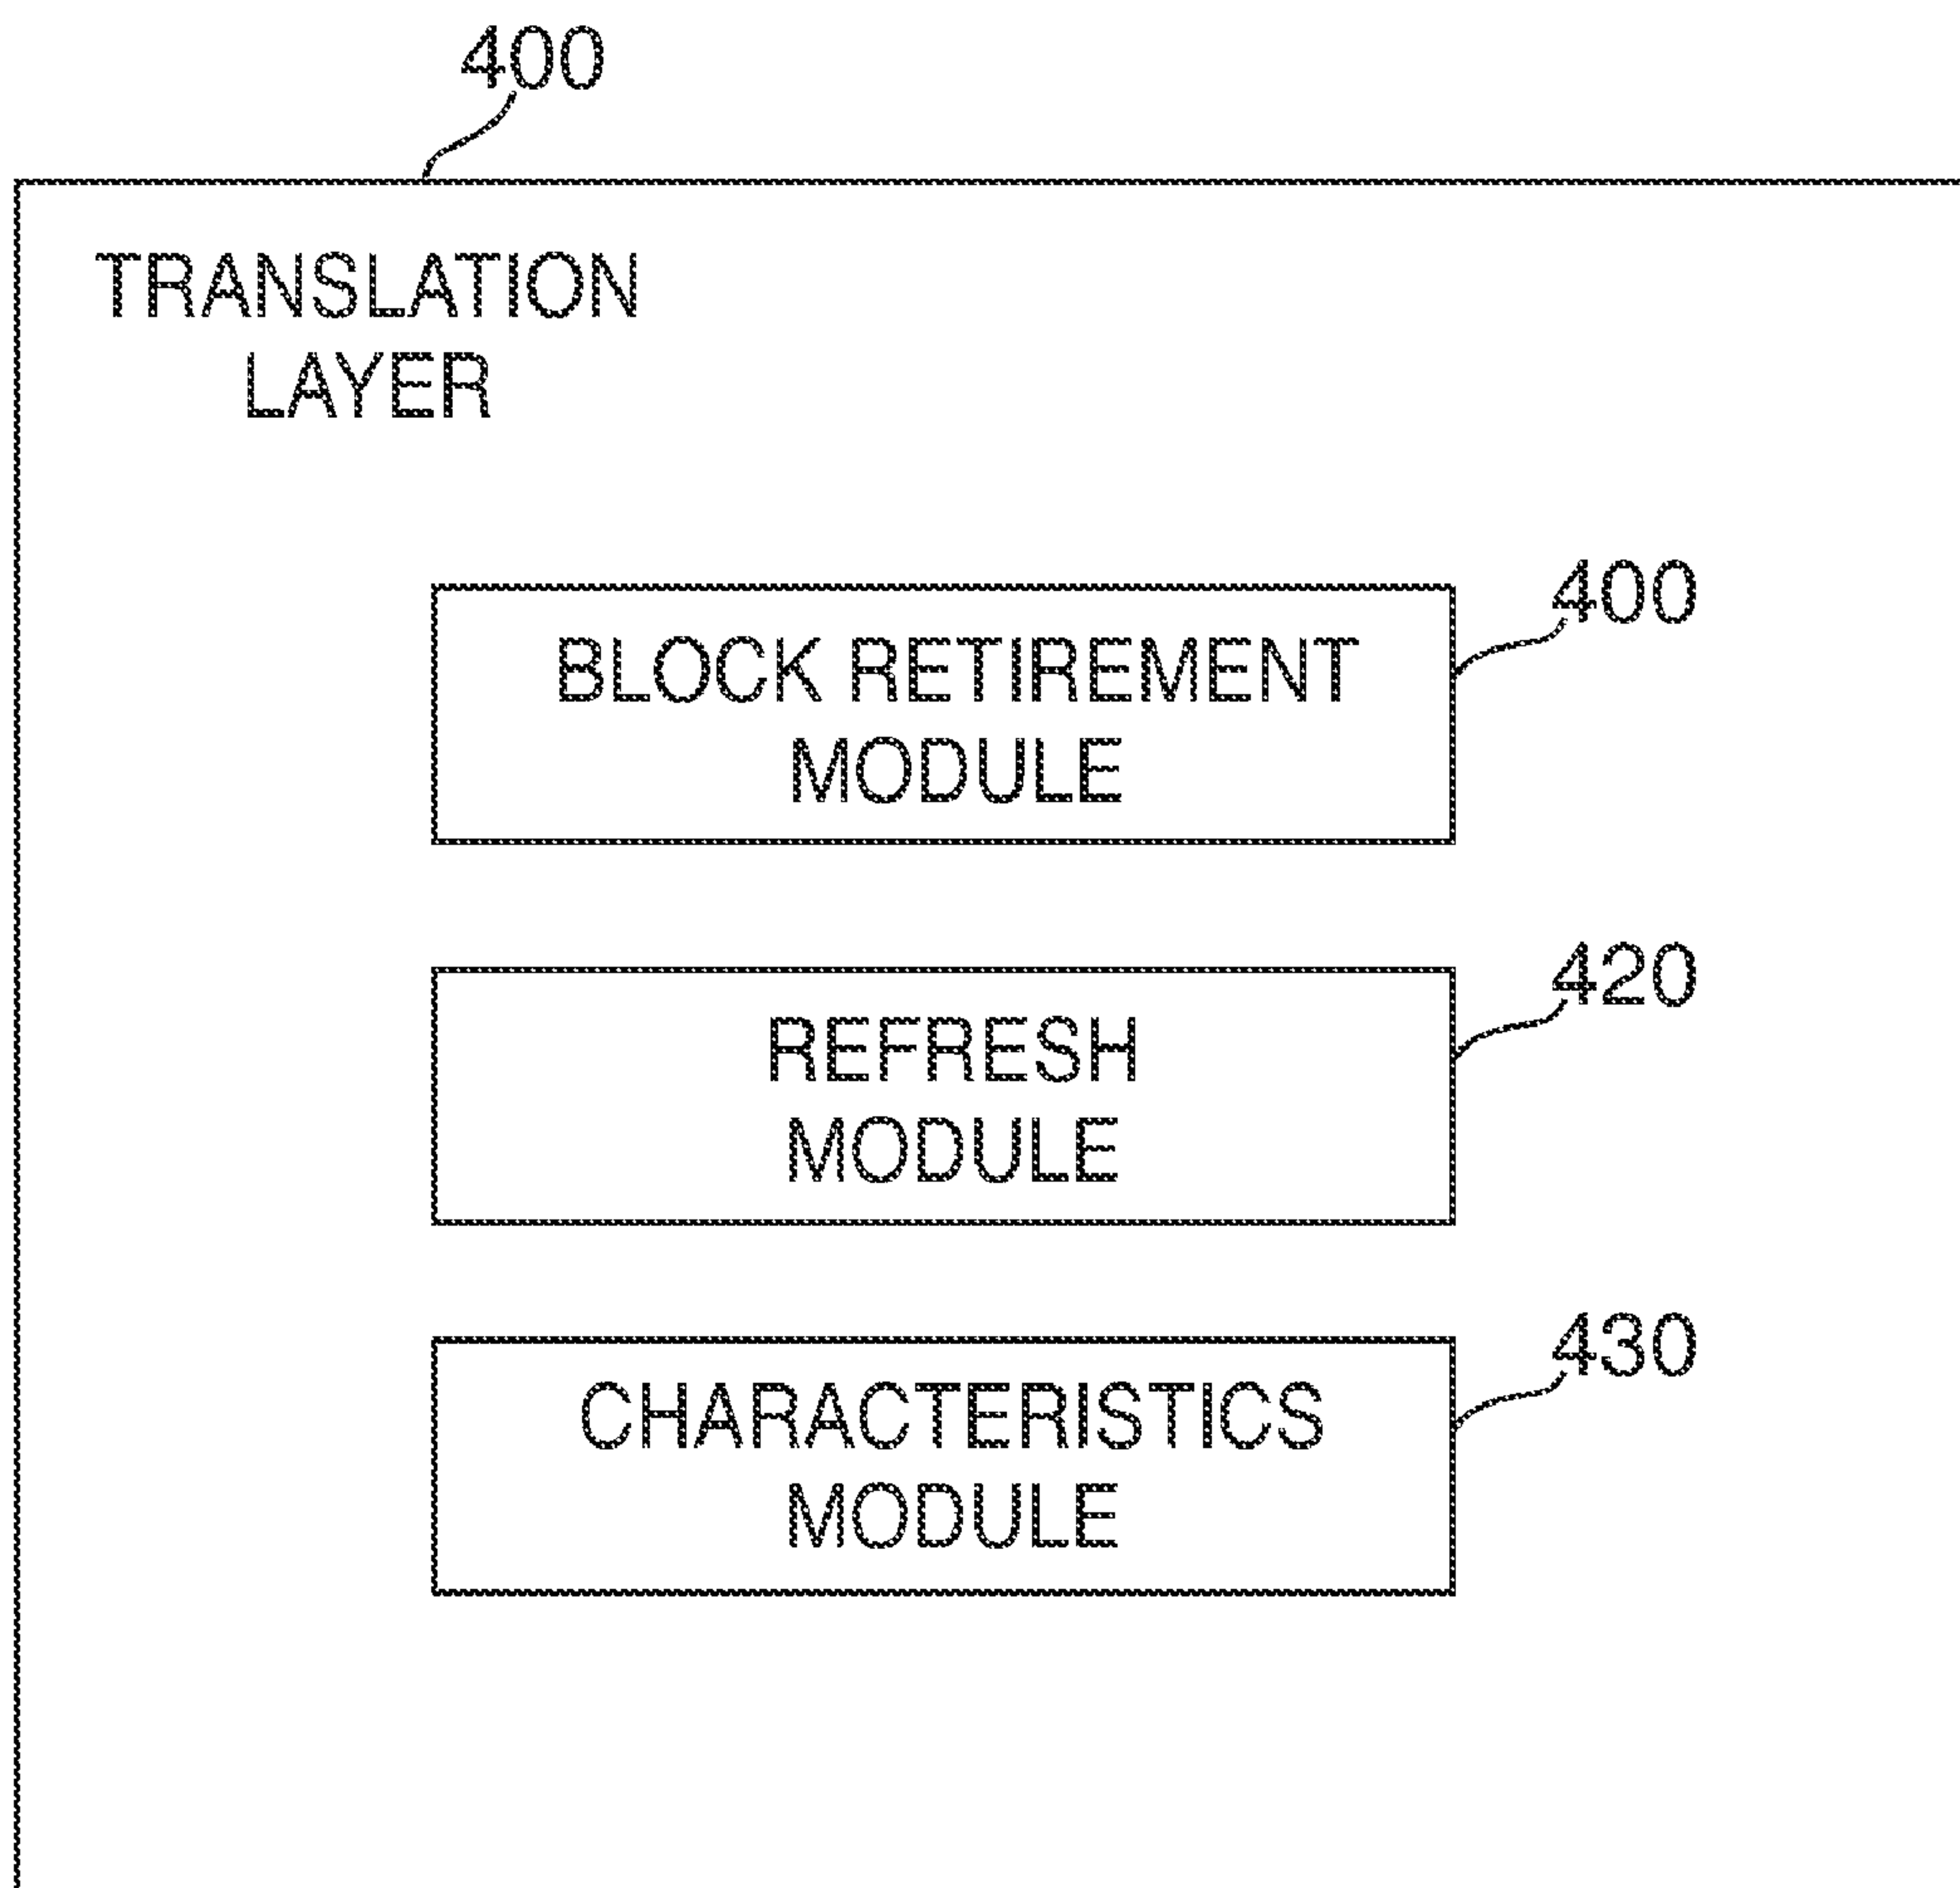 400
TRANSLATION
LAYER
400
BLOCK RETIREMENT
MODULE
420
REFRESH
MODULE
430
CHARACTERISTICS
MODULE